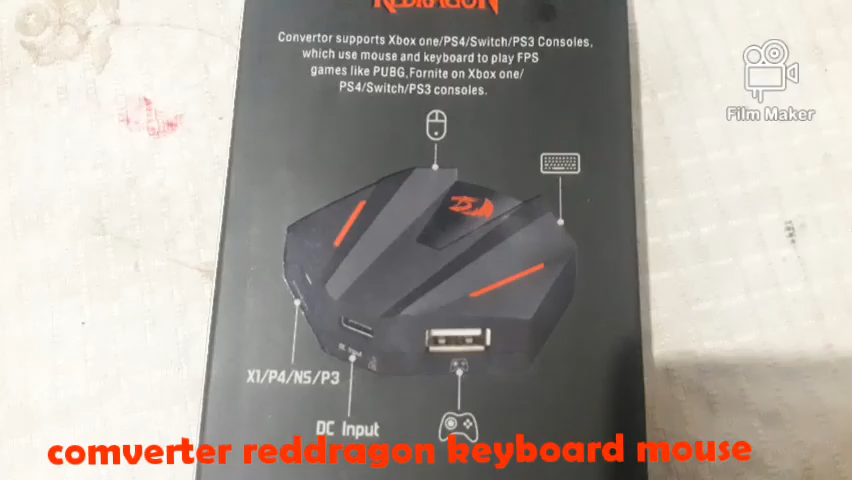 REDRAGON
Convertor supports Xbox one/PS4/Switch/PS3 Consoles,
which use mouse and keyboard to play FPS
games like PUBG,Fornite on Xbox one/
PS4/Switch/PS3 consoles.
Film Maker
X1/P4/NS/P3
DC Input
comverter reddragon keyboard mouse